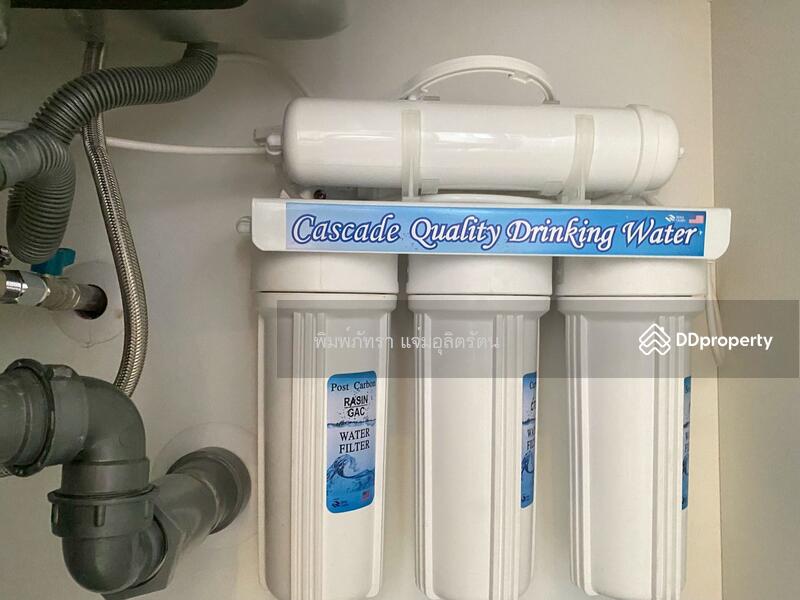 Cascade Quality Drinking Water
พิมพ์ภัทรา แจ่มอุลิตรัตน
DDproperty
Post Carbon
RASIN
GAC
WATER
FILTER